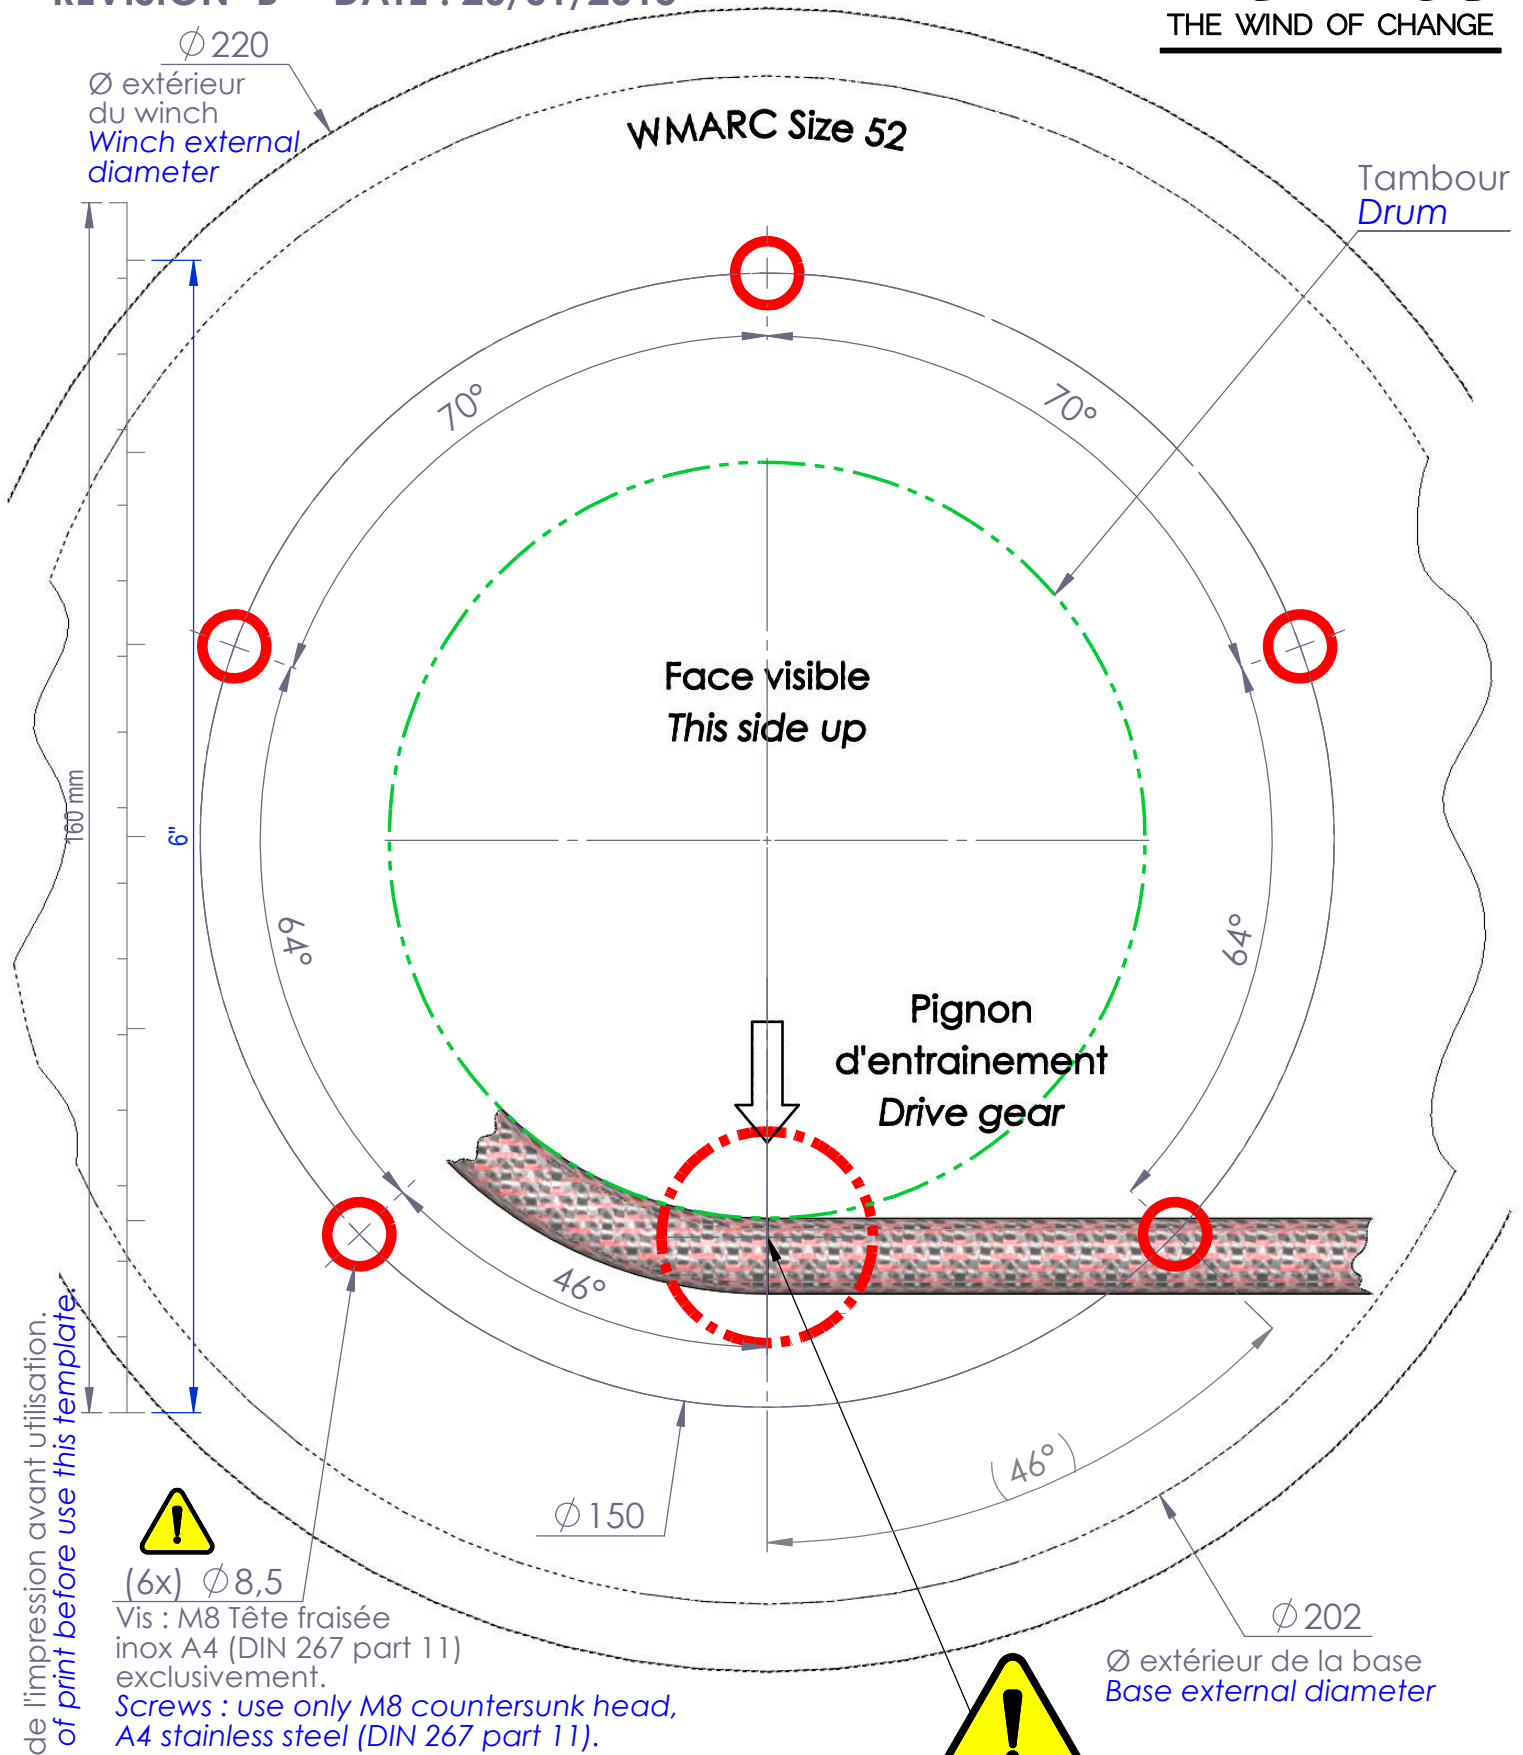 THE WIND OF CHANGE
Ø 220
Ø extérieur
du winch
Winch external
diameter
WMARC Size 52
Tambour
Drum
70°
70°
Face visible
This side up
160 mm
6"
64°
64°
Pignon
d'entrainement
Drive gear
46°
(46°)
de l'impression avant utilisation.
of print before use this template.
Ø 150
(6x) Ø 8,5
Vis : M8 Tête fraisée
inox A4 (DIN 267 part 11)
exclusivement.
Screws : use only M8 countersunk head,
A4 stainless steel (DIN 267 part 11).
Ø 202
Ø extérieur de la base
Base external diameter